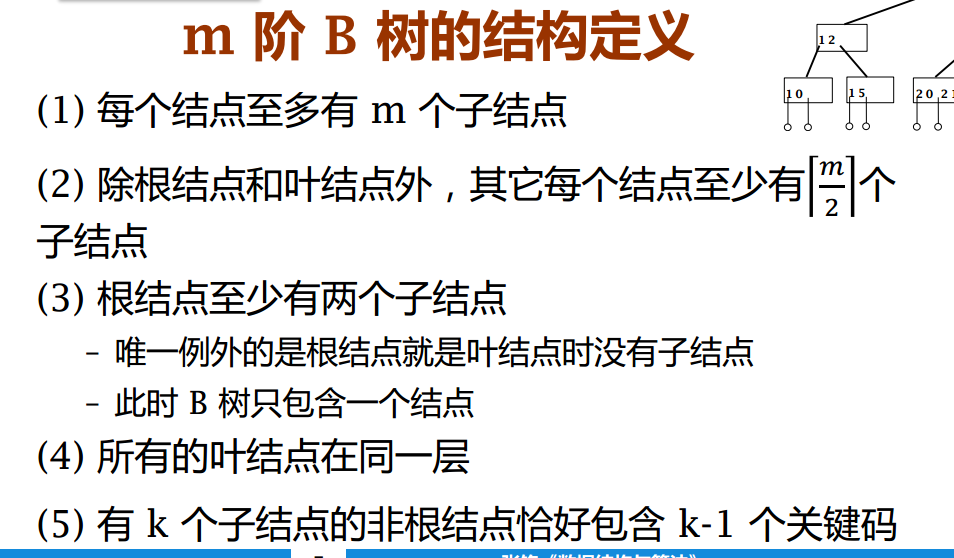 m 阶 B 树的结构定义
12
10
15
20 21
(1) 每个结点至多有 m 个子结点
(2) 除根结点和叶结点外，其它每个结点至少有⌈m/2⌉个
子结点
(3) 根结点至少有两个子结点
– 唯一例外的是根结点就是叶结点时没有子结点
– 此时 B 树只包含一个结点
(4) 所有的叶结点在同一层
(5) 有 k 个子结点的非根结点恰好包含 k-1 个关键码